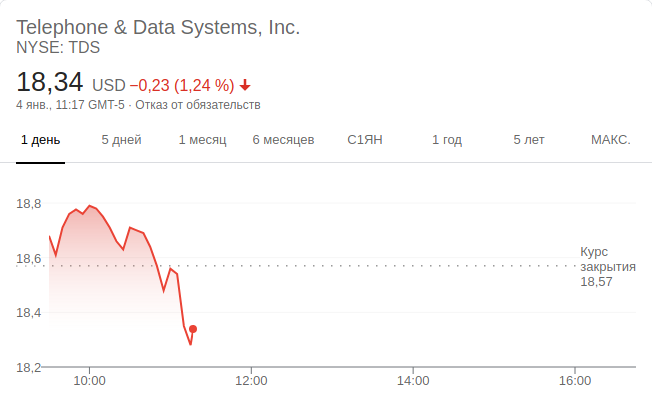 Telephone & Data Systems, Inc.
NYSE: TDS
18,34 USD −0,23 (1,24 %)
4 янв., 11:17 GMT-5 · Отказ от обязательств
1 день 5 дней 1 месяц 6 месяцев С1ЯН 1 год 5 лет МАКС.
18,8
Курс
18,6
закрытия
18,57
18,4
18,2
10:00 12:00 14:00 16:00